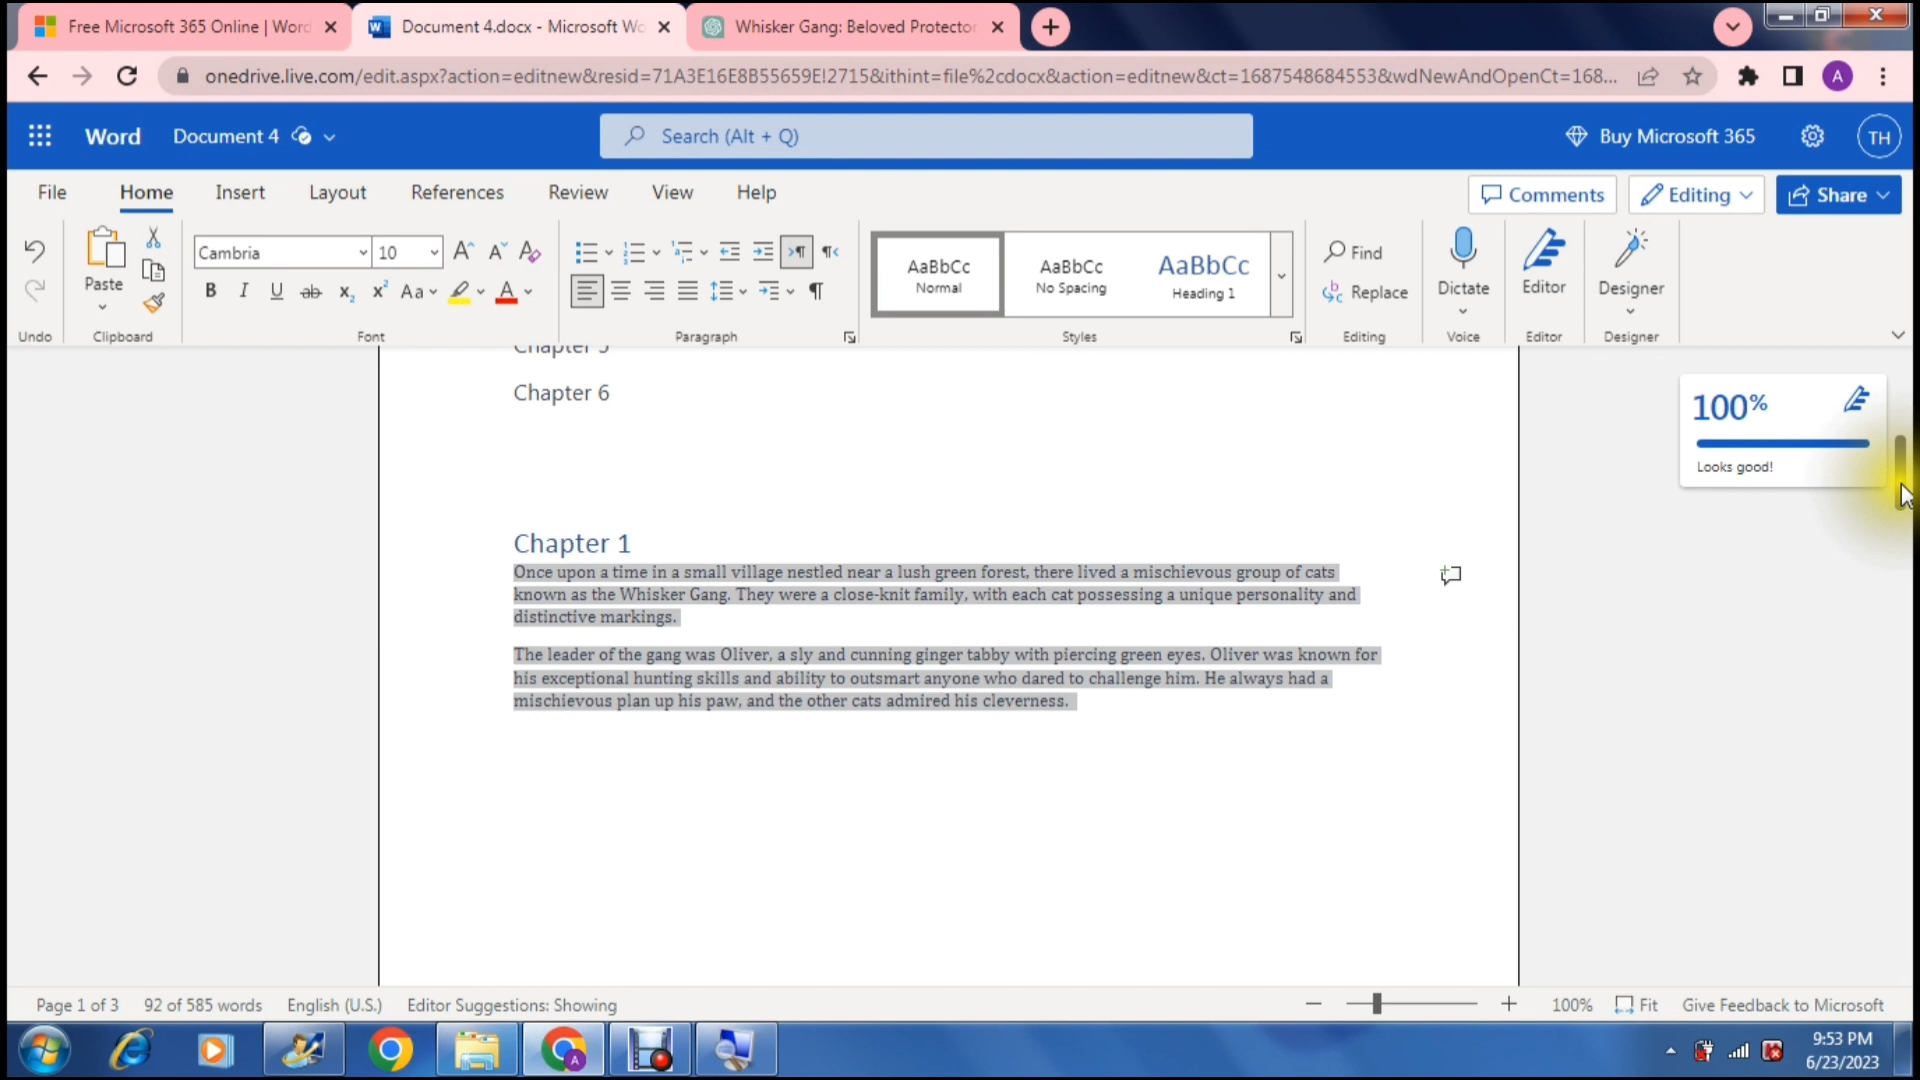 Free Microsoft 365 Online | Word
Document 4.docx - Microsoft Wo
Whisker Gang: Beloved Protector
onedrive.live.com/edit.aspx?action=editnew&resid=71A3E16E8B55659E!2715&ithint=file%2cdocx&action=editnew&ct=1687548684553&wdNewAndOpenCt=168...
A
Word
Document 4
Search (Alt + Q)
Buy Microsoft 365
TH
File
Home
Insert
Layout
References
Review
View
Help
Comments
Editing
Share
Paste
Cambria
10
AaBbCc
Normal
AaBbCc
No Spacing
AaBbCc
Heading 1
Find
Replace
Dictate
Editor
Designer
Undo
Clipboard
Font
Paragraph
Styles
Editing
Voice
Editor
Designer
Chapter 5
Chapter 6
100%
Looks good!
Chapter 1
Once upon a time in a small village nestled near a lush green forest, there lived a mischievous group of cats
known as the Whisker Gang. They were a close-knit family, with each cat possessing a unique personality and
distinctive markings.
The leader of the gang was Oliver, a sly and cunning ginger tabby with piercing green eyes. Oliver was known for
his exceptional hunting skills and ability to outsmart anyone who dared to challenge him. He always had a
mischievous plan up his paw, and the other cats admired his cleverness.
Page 1 of 3
92 of 585 words
English (U.S.)
Editor Suggestions: Showing
100%
Fit
Give Feedback to Microsoft
9:53 PM
6/23/2023